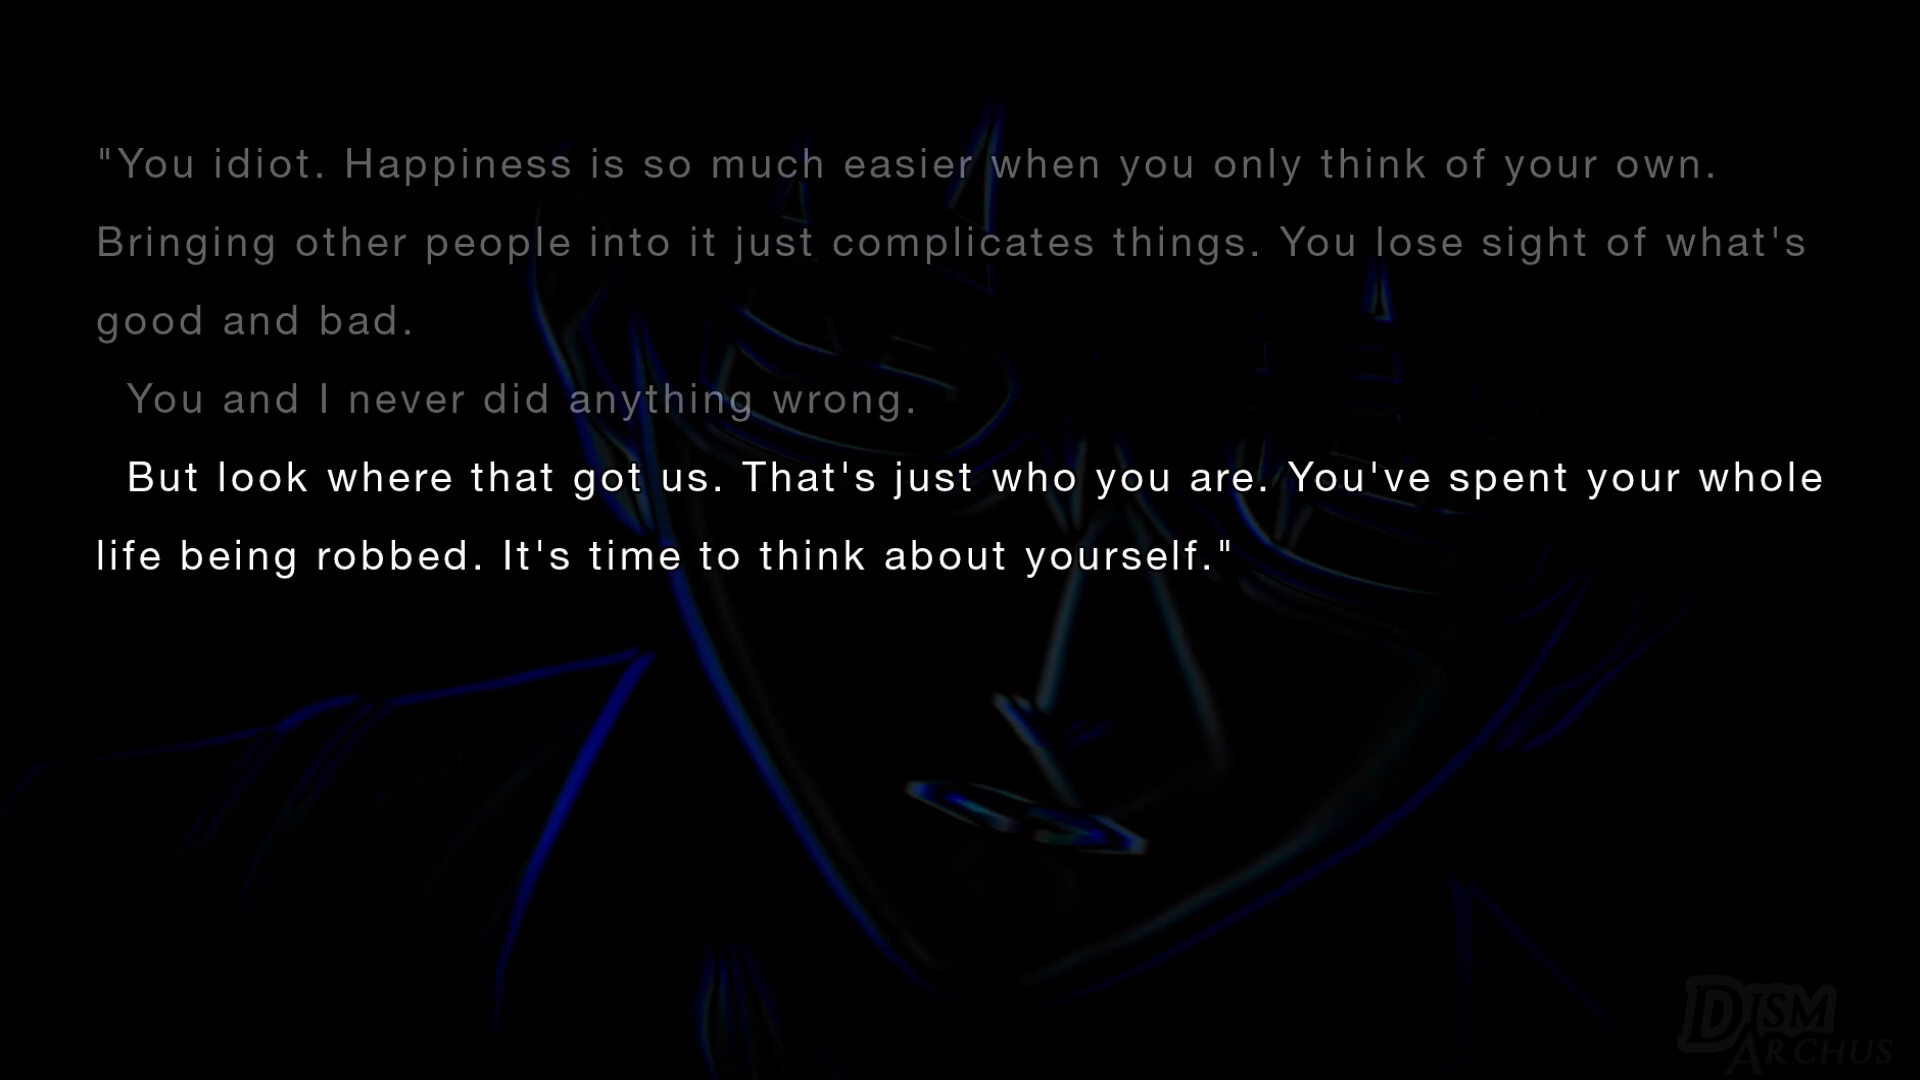 "You idiot. Happiness is so much easier when you only think of your own.
Bringing other people into it just complicates things. You lose sight of what's
good and bad.
You and I never did anything wrong.
But look where that got us. That's just who you are. You've spent your whole
life being robbed. It's time to think about yourself."
DISM
ARCHUS